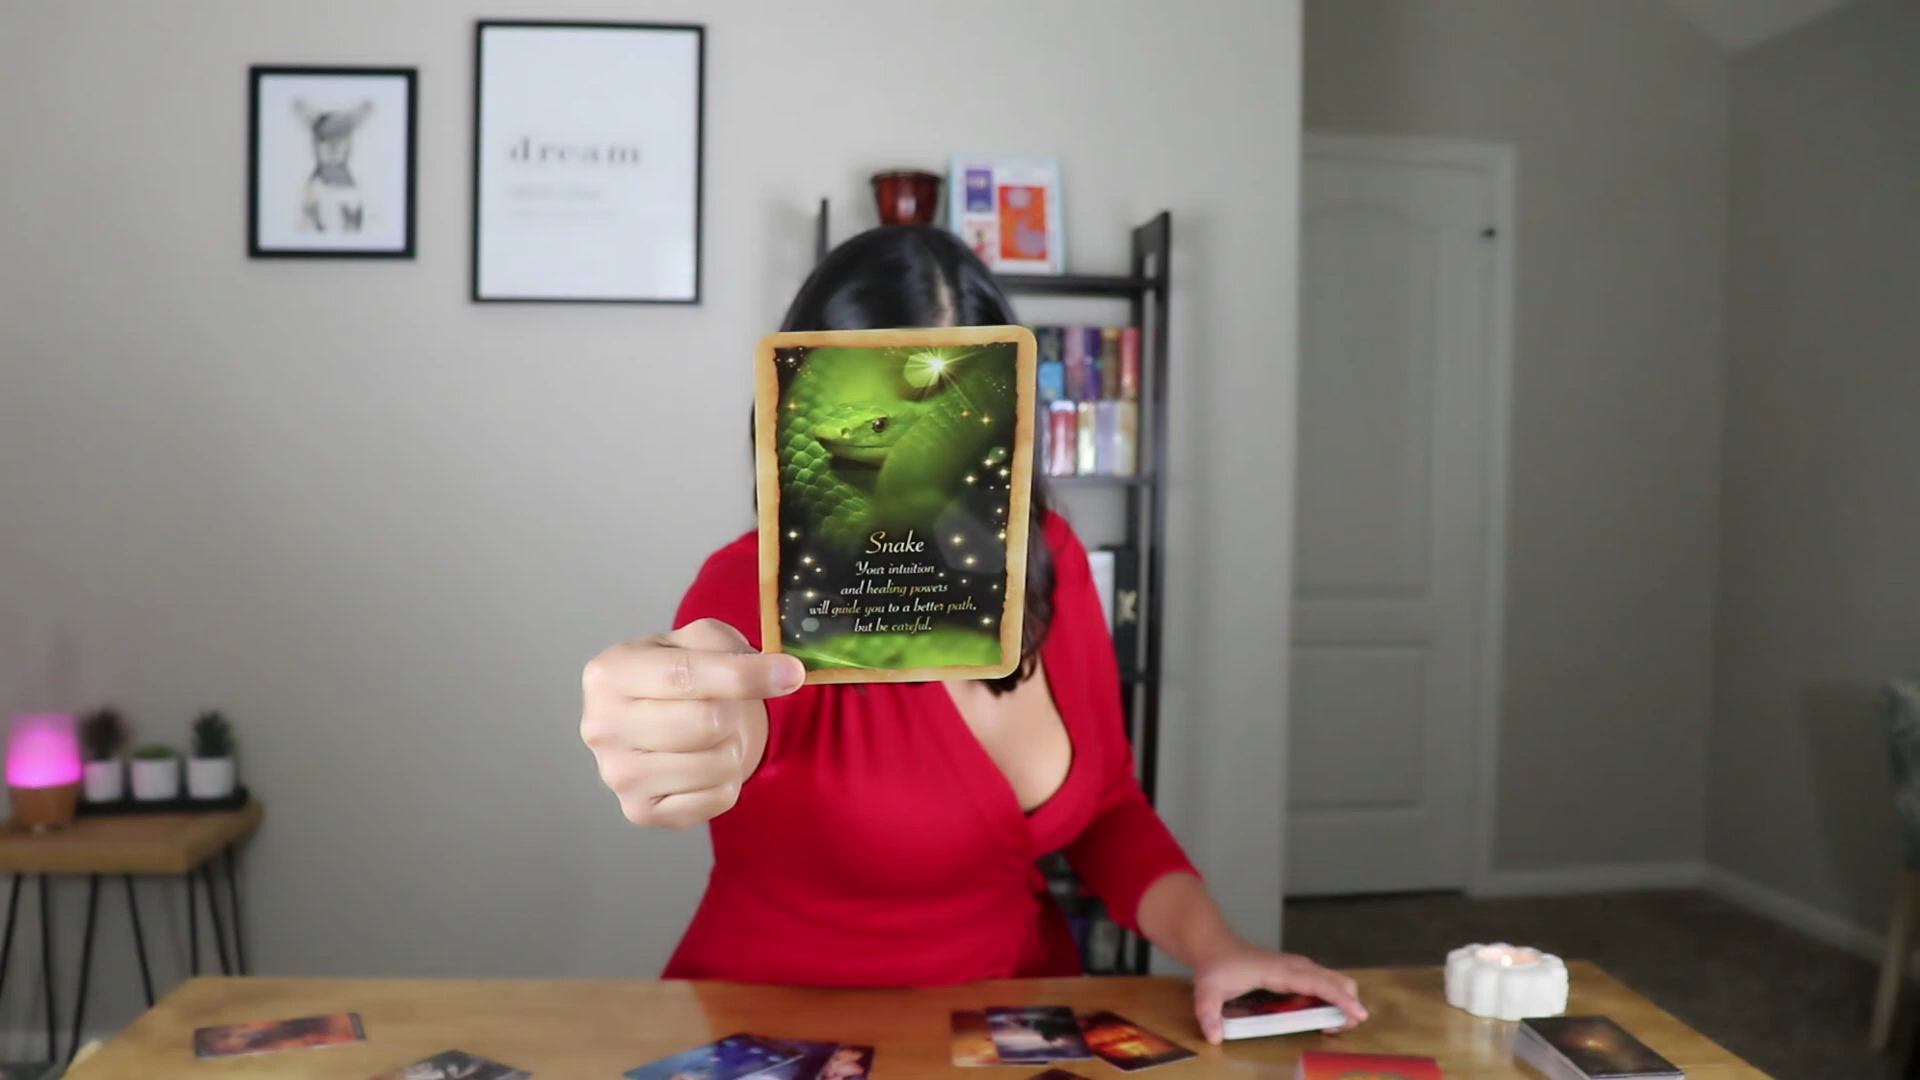 dream
Snake
Your intuition
and healing powers
will guide you to a better path,
but be careful.